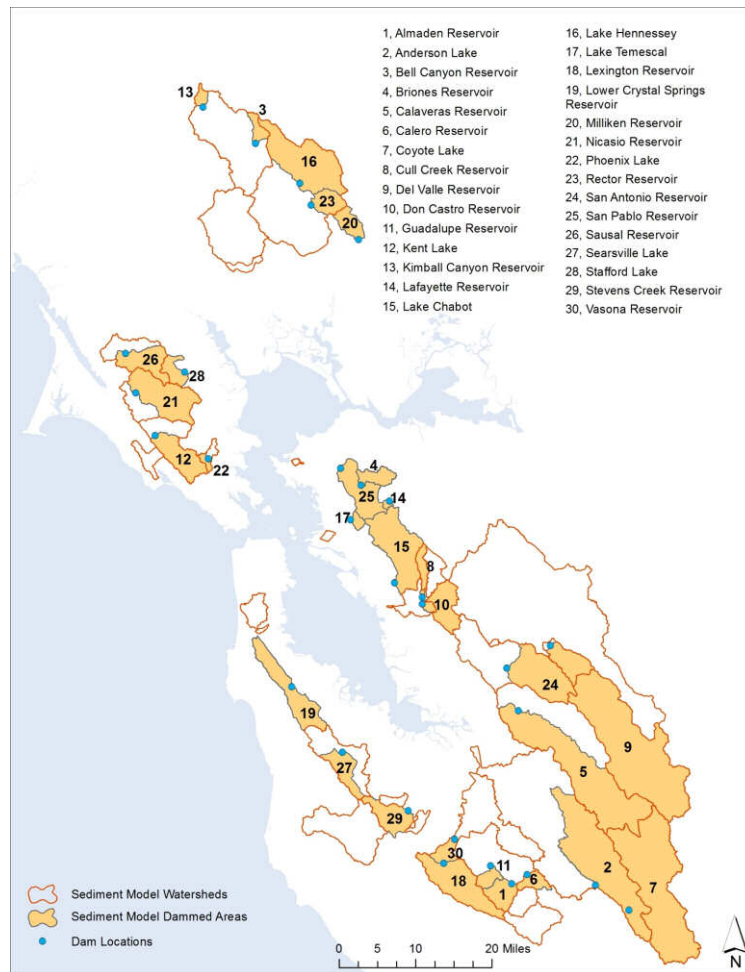 1, Almaden Reservoir
2, Anderson Lake
3, Bell Canyon Reservoir
4, Briones Reservoir
5, Calaveras Reservoir
6, Calero Reservoir
7, Coyote Lake
8, Cull Creek Reservoir
9, Del Valle Reservoir
10, Don Castro Reservoir
11, Guadalupe Reservoir
12, Kent Lake
13, Kimball Canyon Reservoir
14, Lafayette Reservoir
15, Lake Chabot
16, Lake Hennessey
17, Lake Temescal
18, Lexington Reservoir
19, Lower Crystal Springs
Reservoir
20, Milliken Reservoir
21, Nicasio Reservoir
22, Phoenix Lake
23, Rector Reservoir
24, San Antonio Reservoir
25, San Pablo Reservoir
26, Sausal Reservoir
27, Searsville Lake
28, Stafford Lake
29, Stevens Creek Reservoir
30, Vasona Reservoir
13
3
16
23
20
26
28
21
12
22
4
25
14
17
15
8
10
24
19
9
27
5
29
30
11
2
18
1
6
7
Sediment Model Watersheds
Sediment Model Dammed Areas
Dam Locations
0 5 10 20 Miles
N